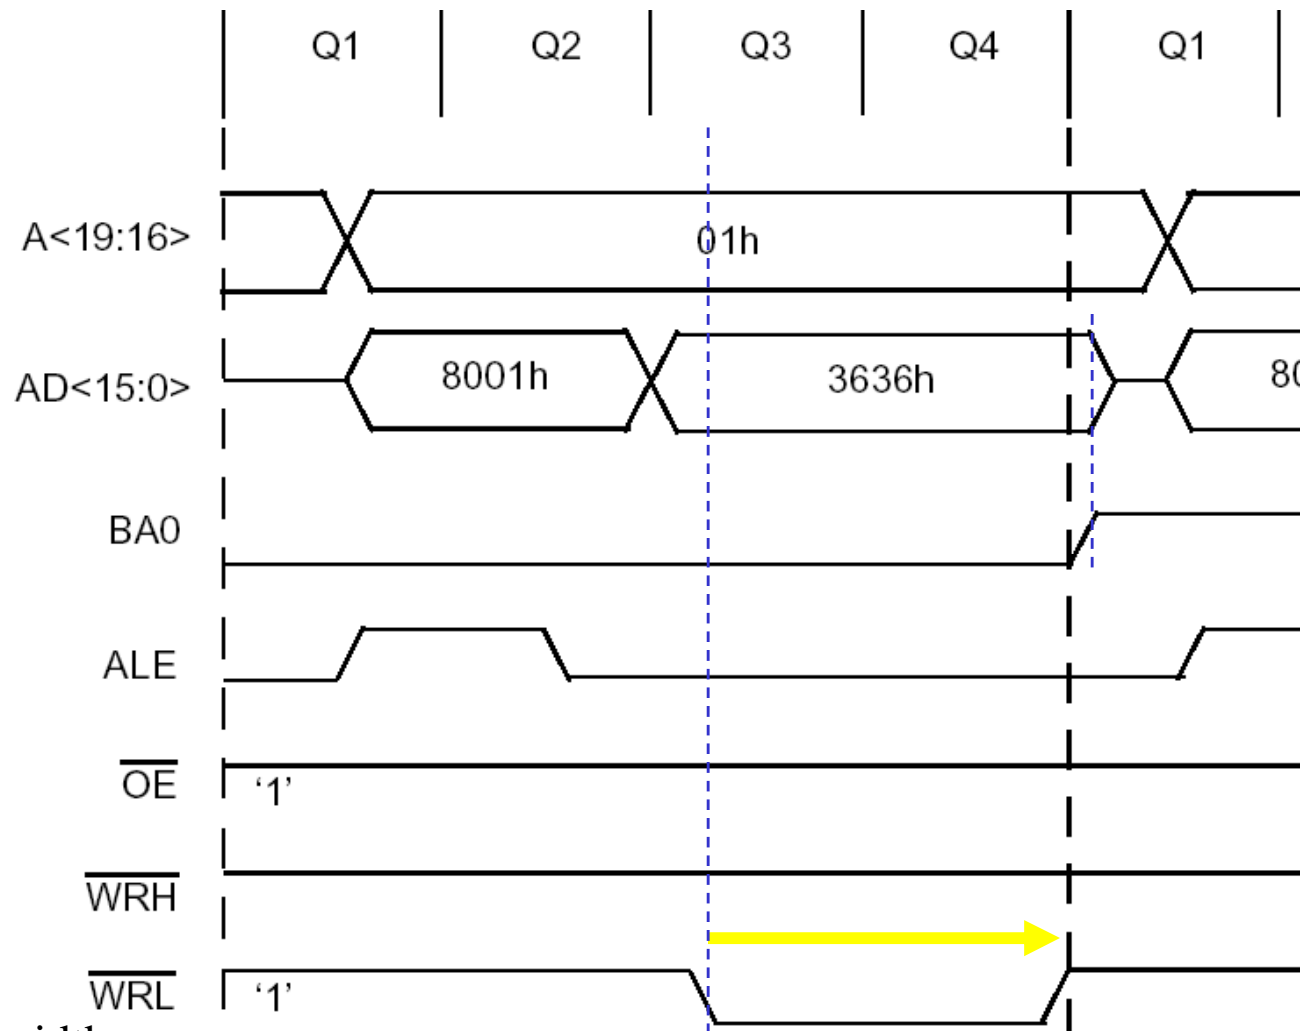 Q1 Q2 Q3 Q4 Q1
A<19:16> 01h
AD<15:0> 8001h 3636h 80
BA0
ALE
OE '1'
WRH
WRL '1'